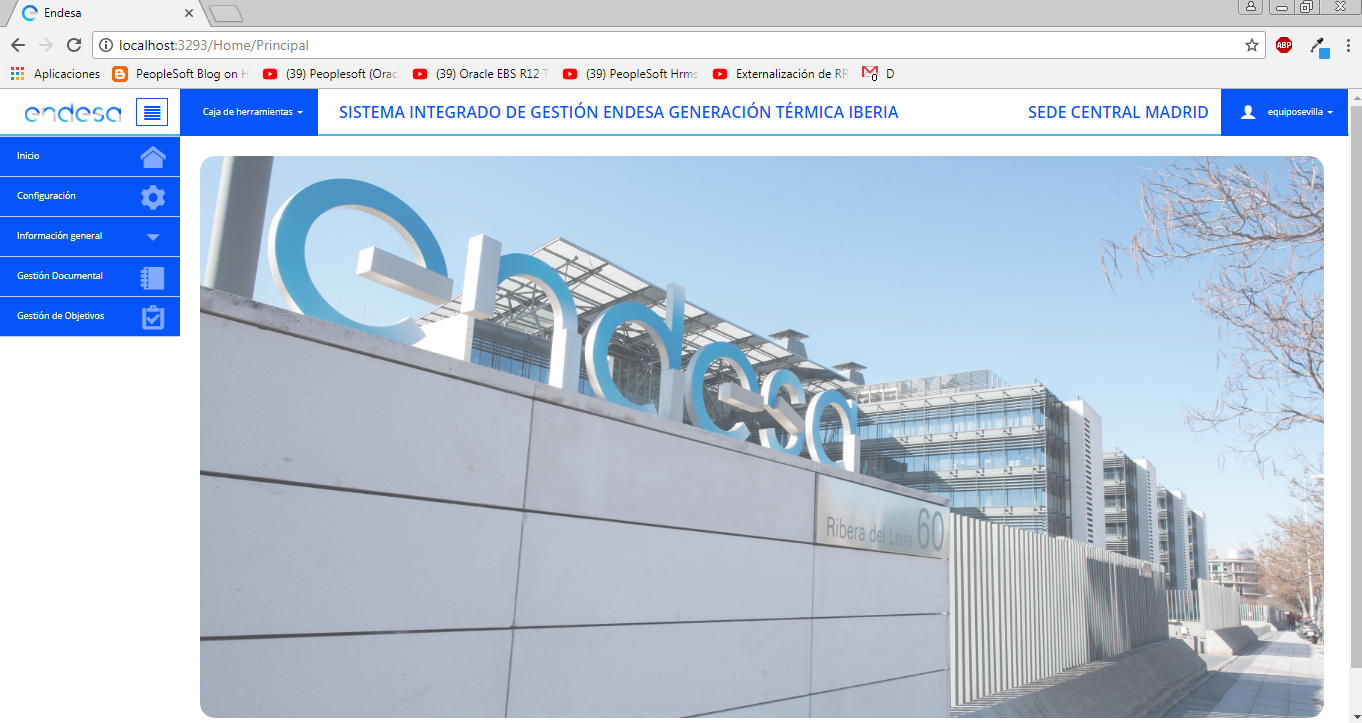 Endesa
localhost:3293/Home/Principal
ABP
Aplicaciones
PeopleSoft Blog on
(39) Peoplesoft (Orac
(39) Oracle EBS R12
(39) PeopleSoft Hrms
Externalización de RR
0
D
endesa
Caja de herramientas
SISTEMA INTEGRADO DE GESTIÓN ENDESA GENERACIÓN TÉRMICA IBERIA
SEDE CENTRAL MADRID
equiposevilla
Inicio
Configuración
Información general
Gestión Documental
Gestión de Objetivos
endesa
Ribera del Loira 60